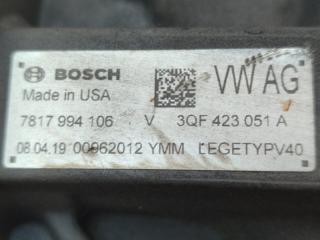 BOSCH VW AG
Made in USA
7817 994 106 V 3QF 423 051 A
08.04.19 00962012 YMM LEGETYPV40